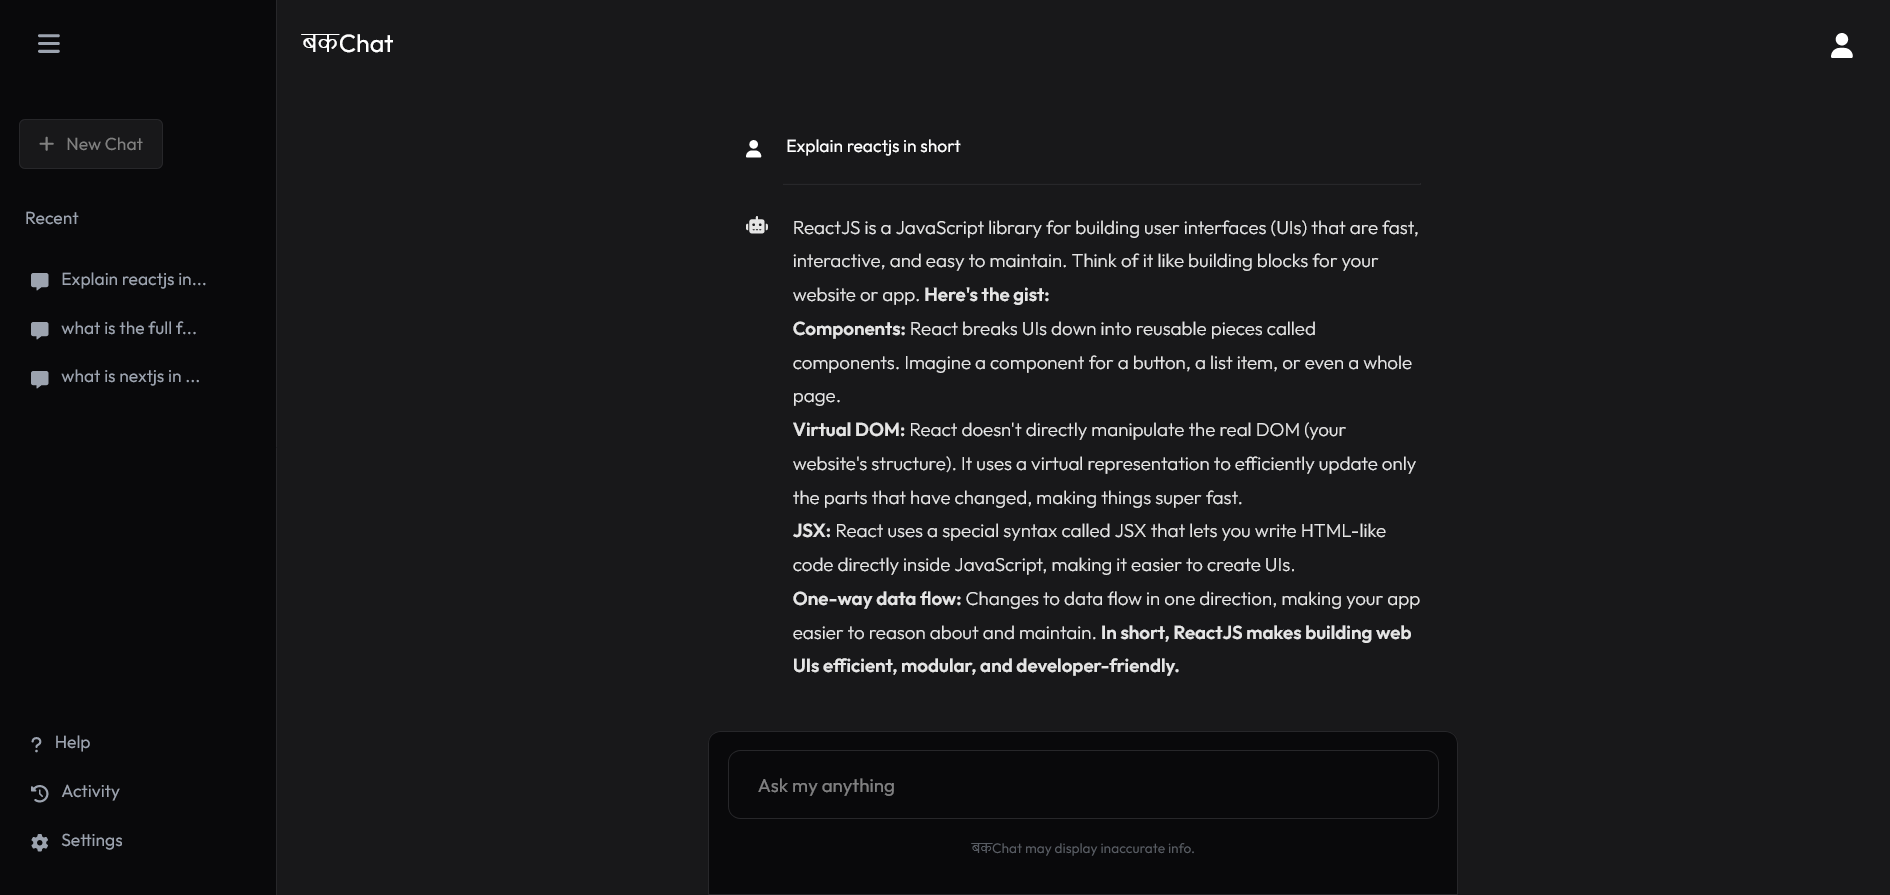 बकChat
New Chat
Recent
Explain reactjs in...
what is the full f...
what is nextjs in ...
Help
Activity
Settings
Explain reactjs in short
ReactJS is a JavaScript library for building user interfaces (UIs) that are fast,
interactive, and easy to maintain. Think of it like building blocks for your
website or app. Here's the gist:
Components: React breaks UIs down into reusable pieces called
components. Imagine a component for a button, a list item, or even a whole
page.
Virtual DOM: React doesn't directly manipulate the real DOM (your
website's structure). It uses a virtual representation to efficiently update only
the parts that have changed, making things super fast.
JSX: React uses a special syntax called JSX that lets you write HTML-like
code directly inside JavaScript, making it easier to create UIs.
One-way data flow: Changes to data flow in one direction, making your app
easier to reason about and maintain. In short, ReactJS makes building web
UIs efficient, modular, and developer-friendly.
Ask my anything
बकChat may display inaccurate info.